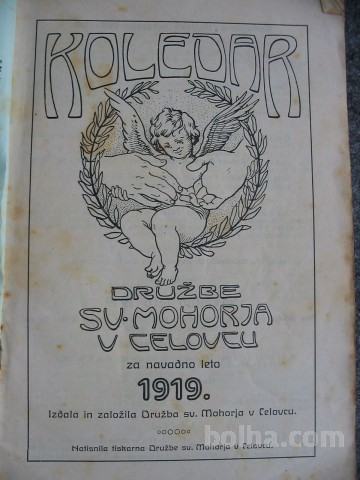 KOLEDAR
DRUŽBE
SV. MOHORJA
V CELOVCU
za navadno leto
1919.
Izdala in založila Družba sv. Mohorja v Celovcu.
Natisnila tiskarna Družbe sv. Mohorja v Celovcu.
bolha.com